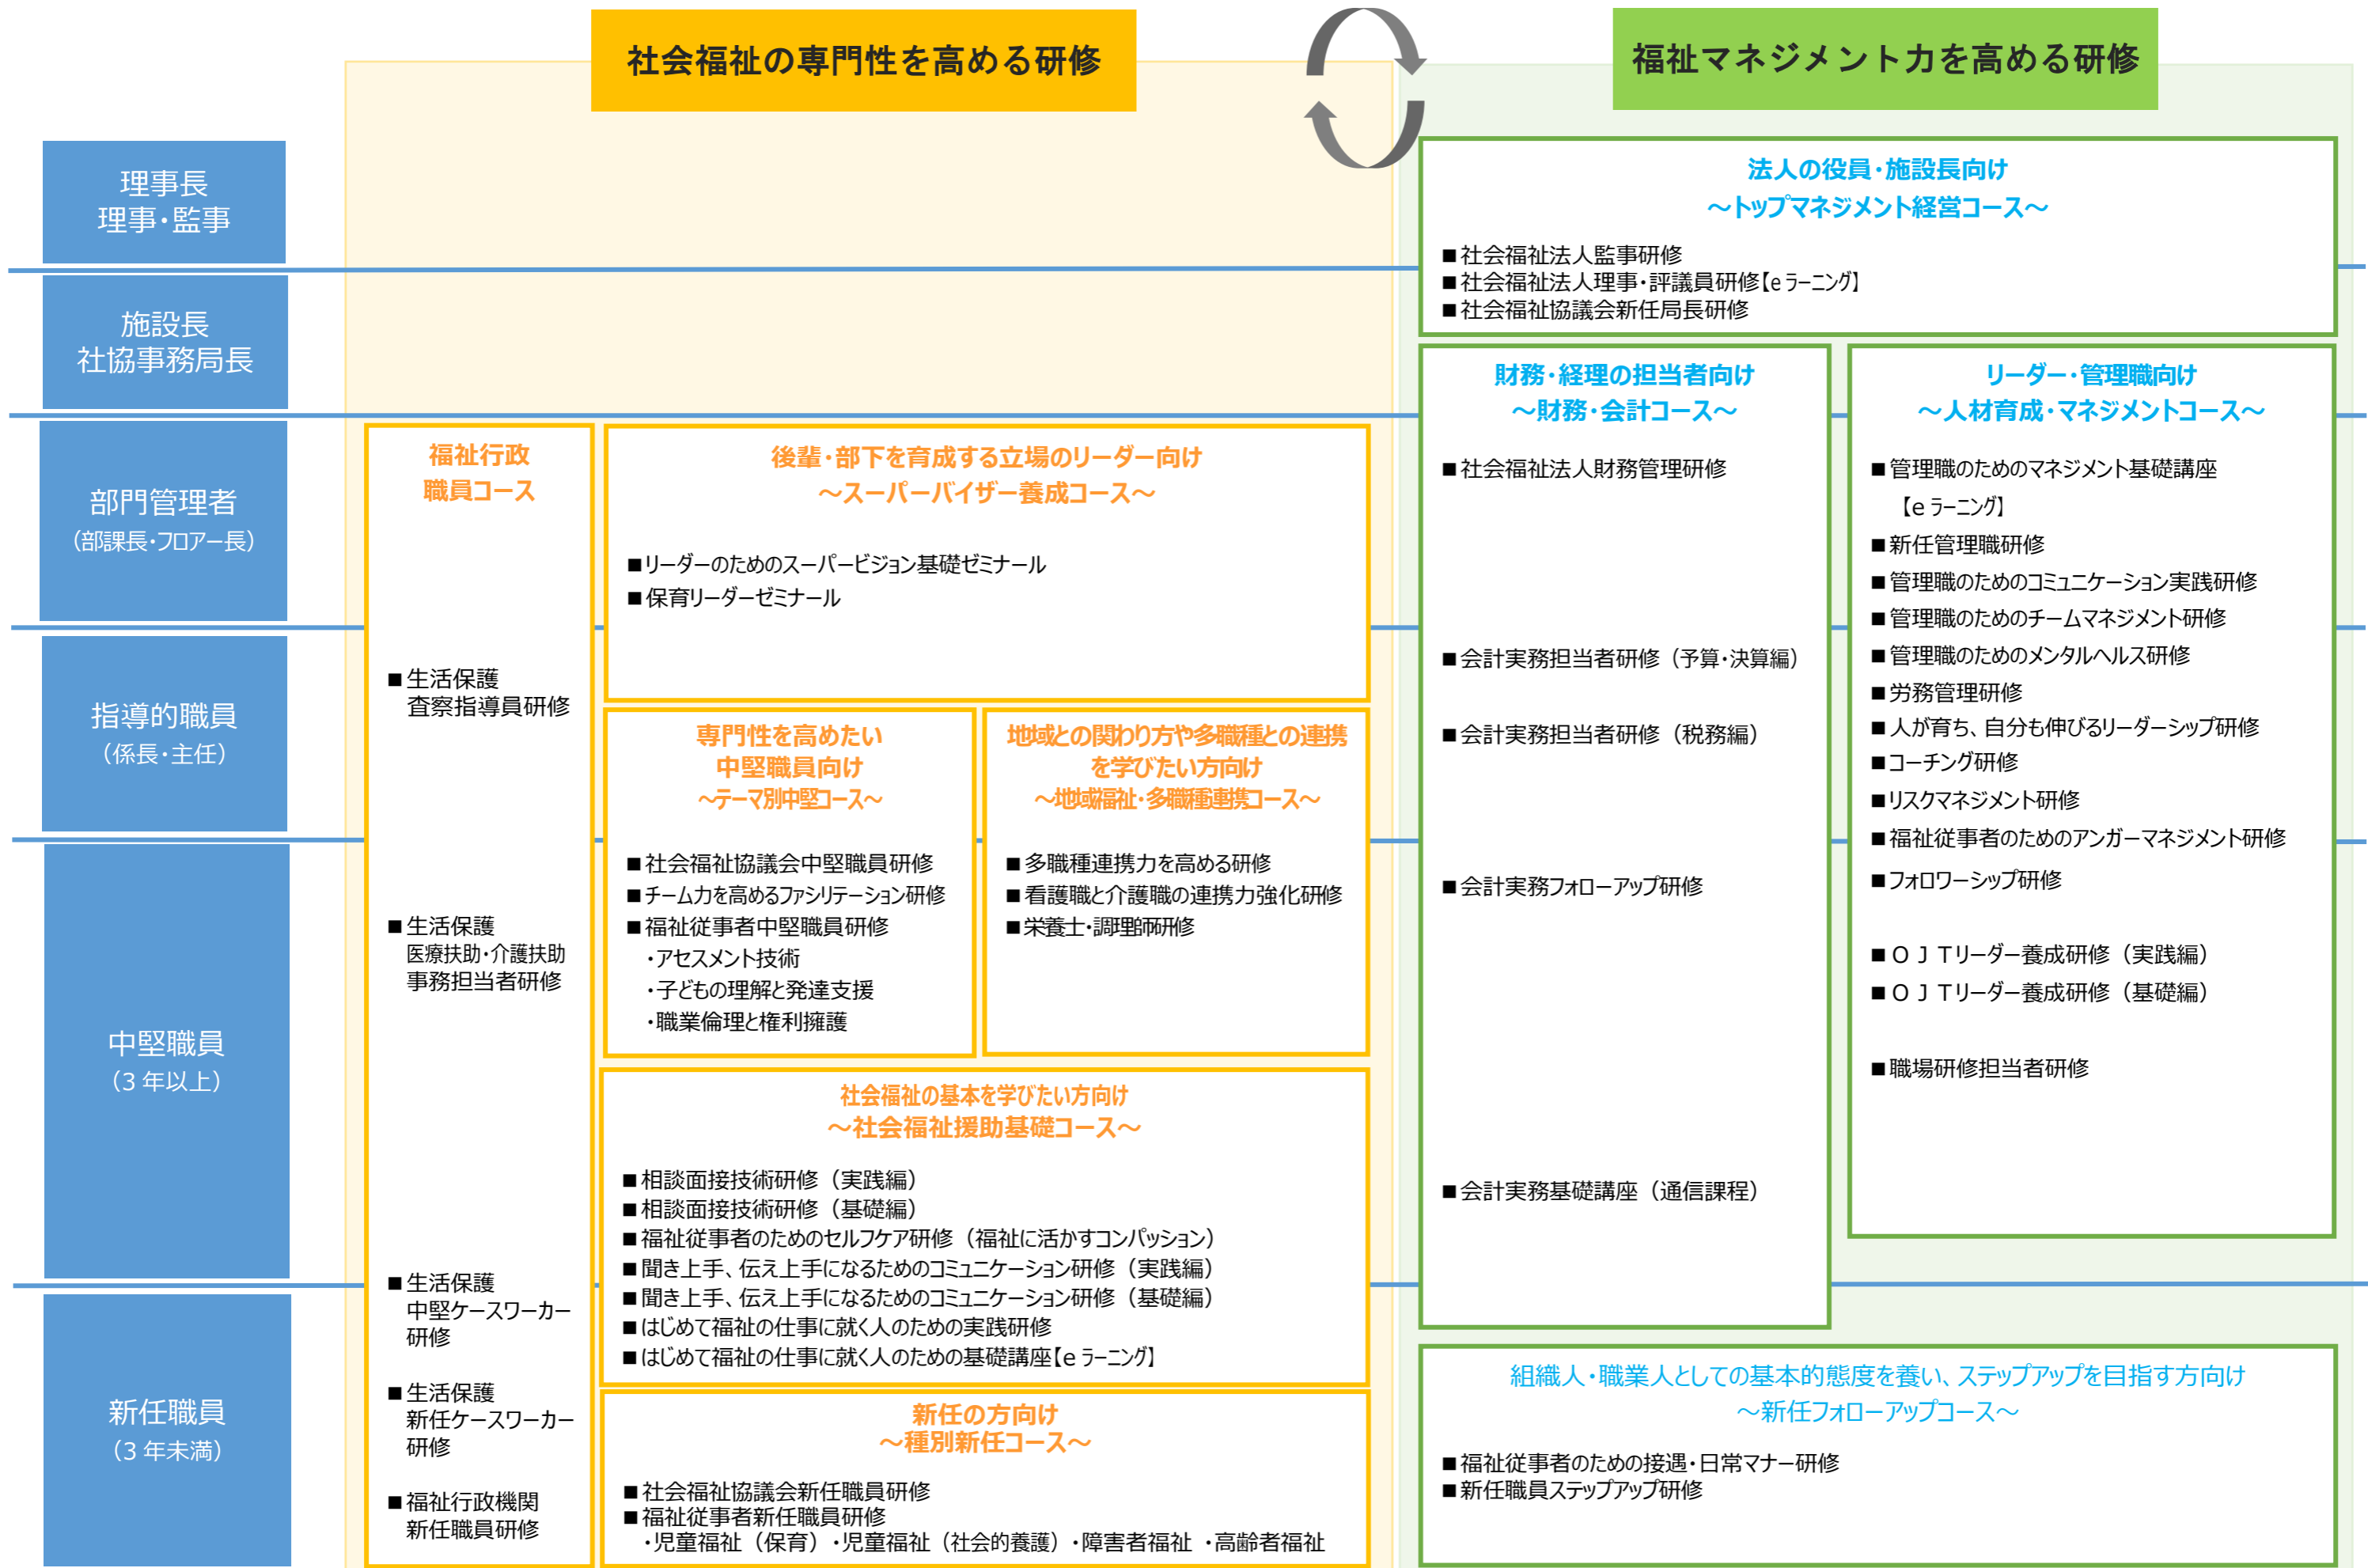 社会福祉の専門性を高める研修
福祉マネジメント力を高める研修
理事長
理事・監事
施設長
社協事務局長
部門管理者
（部課長・フロアー長）
指導的職員
（係長・主任）
中堅職員
（3年以上）
新任職員
（3年未満）
福祉行政
職員コース
■生活保護
査察指導員研修
■生活保護
医療扶助・介護扶助
事務担当者研修
■生活保護
中堅ケースワーカー
研修
■生活保護
新任ケースワーカー
研修
■福祉行政機関
新任職員研修
後輩・部下を育成する立場のリーダー向け
～スーパーバイザー養成コース～
■リーダーのためのスーパービジョン基礎ゼミナール
■保育リーダーゼミナール
専門性を高めたい
中堅職員向け
～テーマ別中堅コース～
■社会福祉協議会中堅職員研修
■チーム力を高めるファシリテーション研修
■福祉従事者中堅職員研修
・アセスメント技術
・子どもの理解と発達支援
・職業倫理と権利擁護
地域との関わり方や多職種との連携
を学びたい方向け
～地域福祉・多職種連携コース～
■多職種連携力を高める研修
■看護職と介護職の連携力強化研修
■栄養士・調理師研修
社会福祉の基本を学びたい方向け
～社会福祉援助基礎コース～
■相談面接技術研修（実践編）
■相談面接技術研修（基礎編）
■福祉従事者のためのセルフケア研修（福祉に活かすコンパッション）
■聞き上手、伝え上手になるためのコミュニケーション研修（実践編）
■聞き上手、伝え上手になるためのコミュニケーション研修（基礎編）
■はじめて福祉の仕事に就く人のための実践研修
■はじめて福祉の仕事に就く人のための基礎講座【eラーニング】
新任の方向け
～種別新任コース～
■社会福祉協議会新任職員研修
■福祉従事者新任職員研修
・児童福祉（保育）・児童福祉（社会的養護）・障害者福祉 ・高齢者福祉
法人の役員・施設長向け
～トップマネジメント経営コース～
■社会福祉法人監事研修
■社会福祉法人理事・評議員研修【eラーニング】
■社会福祉協議会新任局長研修
財務・経理の担当者向け
～財務・会計コース～
■社会福祉法人財務管理研修
■会計実務担当者研修（予算・決算編）
■会計実務担当者研修（税務編）
■会計実務フォローアップ研修
■会計実務基礎講座（通信課程）
リーダー・管理職向け
～人材育成・マネジメントコース～
■管理職のためのマネジメント基礎講座
【eラーニング】
■新任管理職研修
■管理職のためのコミュニケーション実践研修
■管理職のためのチームマネジメント研修
■管理職のためのメンタルヘルス研修
■労務管理研修
■人が育ち、自分も伸びるリーダーシップ研修
■コーチング研修
■リスクマネジメント研修
■福祉従事者のためのアンガーマネジメント研修
■フォロワーシップ研修
■ＯＪＴリーダー養成研修（実践編）
■ＯＪＴリーダー養成研修（基礎編）
■職場研修担当者研修
組織人・職業人としての基本的態度を養い、ステップアップを目指す方向け
～新任フォローアップコース～
■福祉従事者のための接遇・日常マナー研修
■新任職員ステップアップ研修